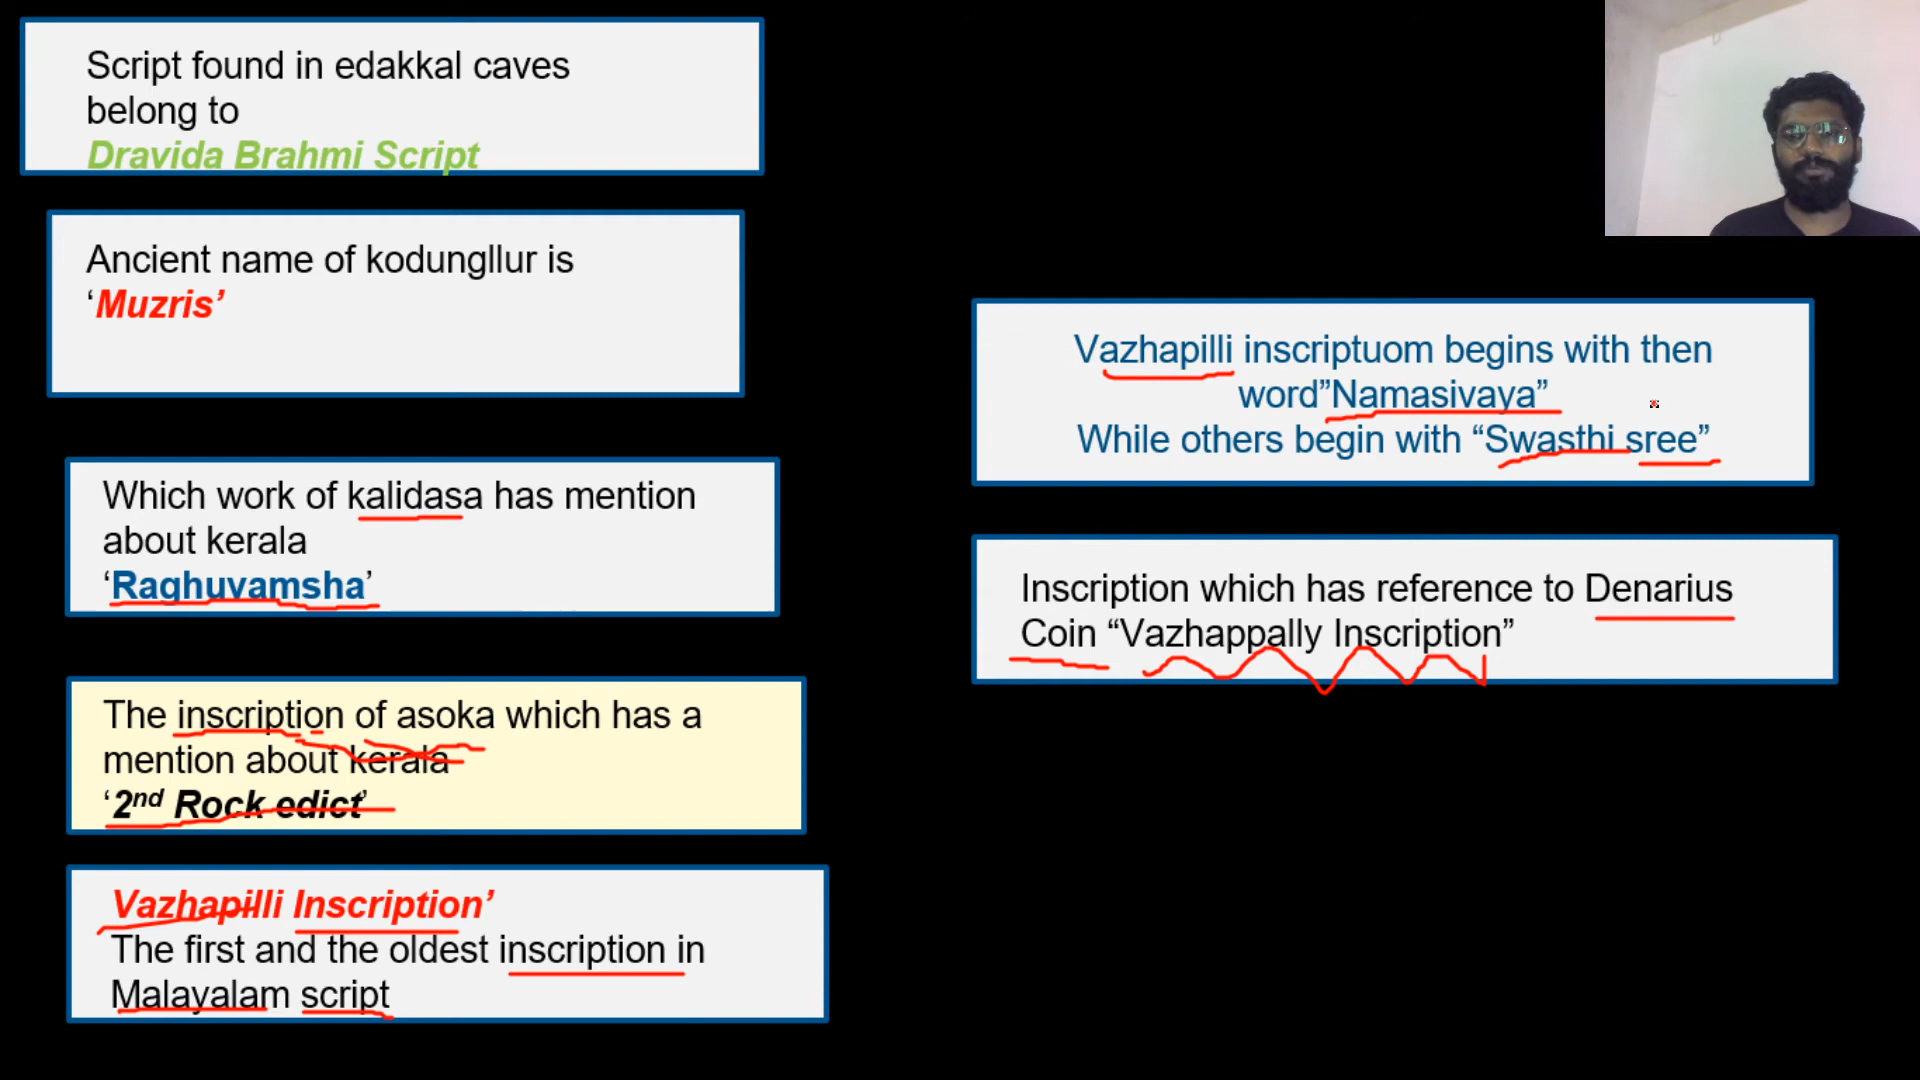 Script found in edakkal caves
belong to
Dravida Brahmi Script
Ancient name of kodungllur is
‘Muzris’
Which work of kalidasa has mention
about kerala
‘Raghuvamsha’
The inscription of asoka which has a
mention about kerala
‘2nd Rock edict’
Vazhapilli Inscription’
The first and the oldest inscription in
Malayalam script
Vazhapilli inscriptuom begins with then
word”Namasivaya”
While others begin with “Swasthi sree”
Inscription which has reference to Denarius
Coin “Vazhappally Inscription”